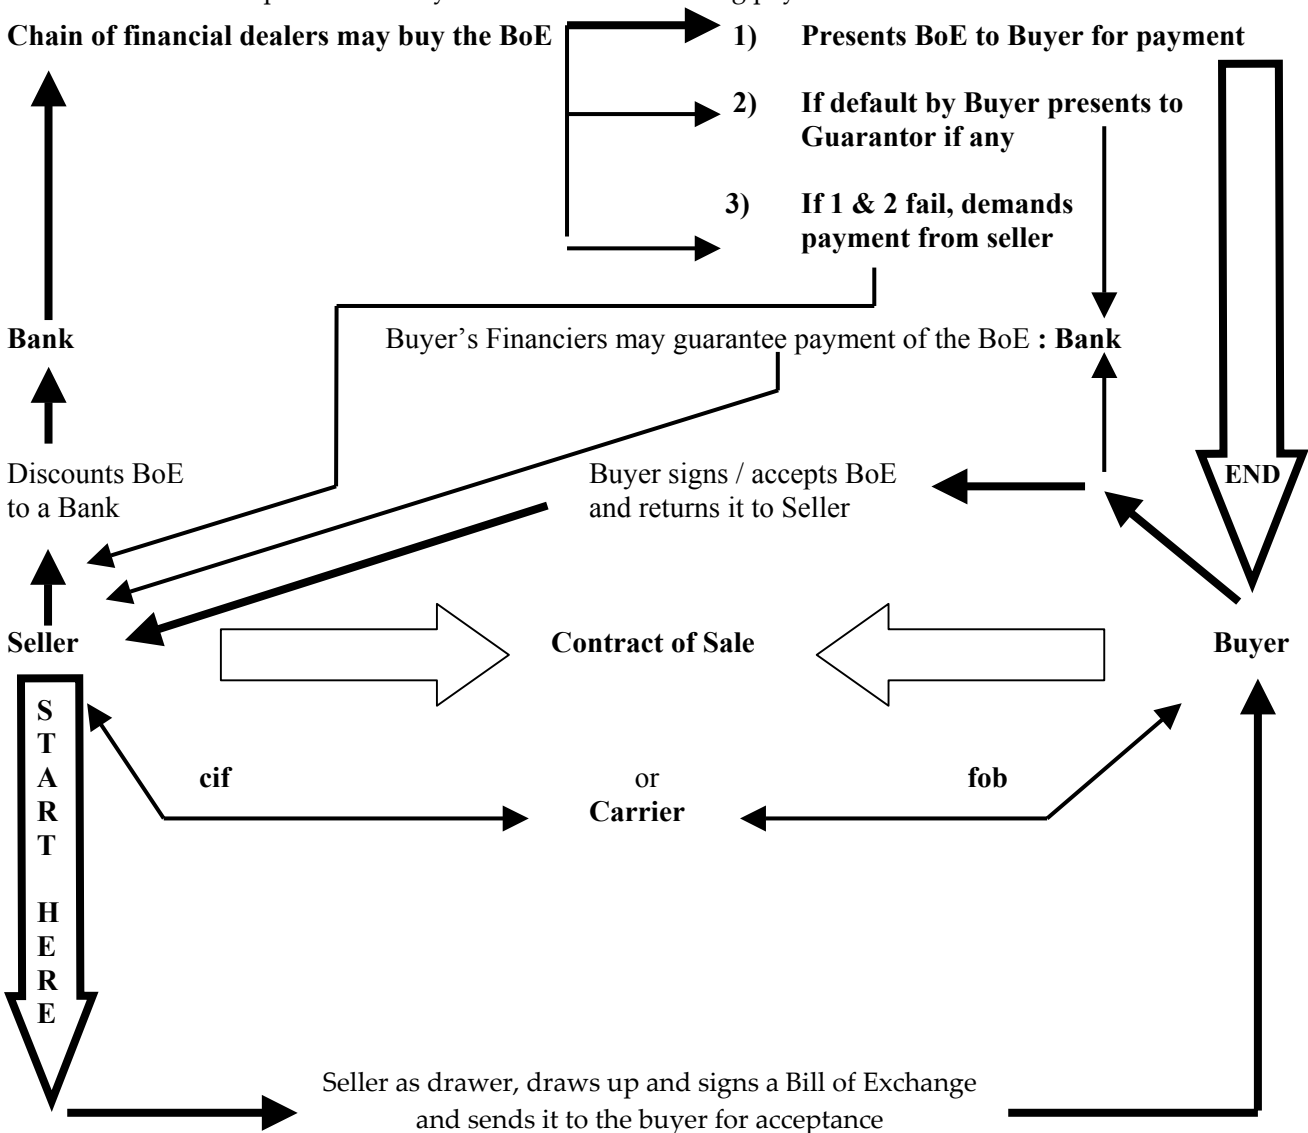 Chain of financial dealers may buy the BoE
1) Presents BoE to Buyer for payment
2) If default by Buyer presents to
Guarantor if any
3) If 1 & 2 fail, demands
payment from seller
Bank
Buyer’s Financiers may guarantee payment of the BoE : Bank
Discounts BoE
to a Bank
Buyer signs / accepts BoE
and returns it to Seller
END
Seller
Contract of Sale
Buyer
S
T
A
R
T
H
E
R
E
cif
or
fob
Carrier
Seller as drawer, draws up and signs a Bill of Exchange
and sends it to the buyer for acceptance